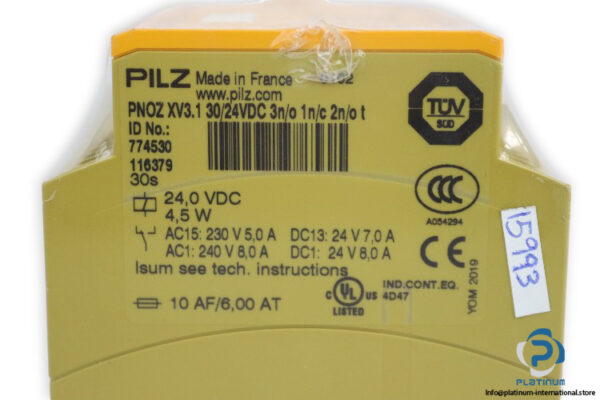 PILZ Made in France
www.pilz.com
PNOZ XV3.1 30/24VDC 3n/o 1n/c 2n/o t
ID No.:
774530
116379
30s
24,0 VDC
4,5 W
AC15: 230 V 5,0 A DC13: 24 V 7,0 A
AC1: 240 V 8,0 A DC1: 24 V 8,0 A
Isum see tech. instructions
10 AF/6,00 AT
TÜV
SÜD
CCC
A054294
CE
YOM 2019
C UL US
LISTED
IND.CONT.EQ.
4D47
15993
PLATINUM
Info@platinum-international.store